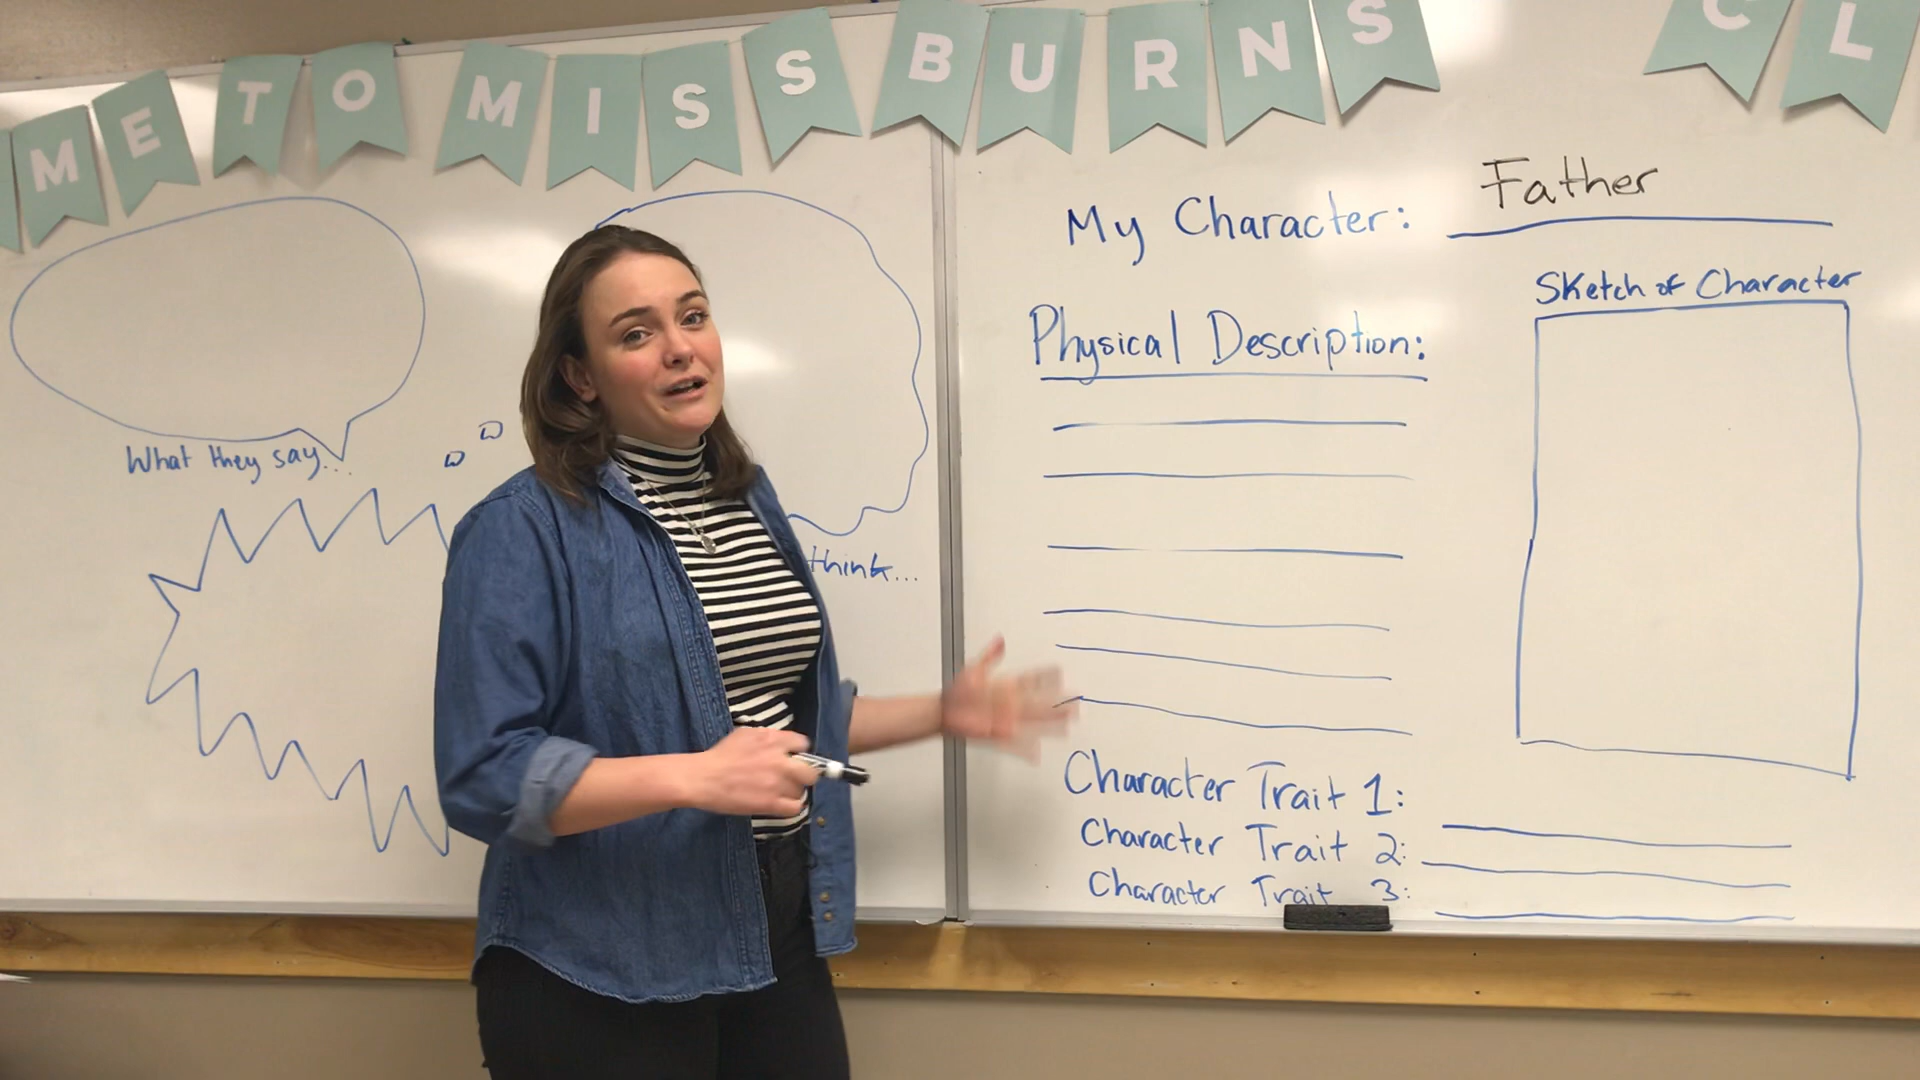 ME TO MISS BURNS CL
My Character: Father
Sketch of Character
Physical Description:
What they say...
think...
Character Trait 1:
Character Trait 2:
Character Trait 3: